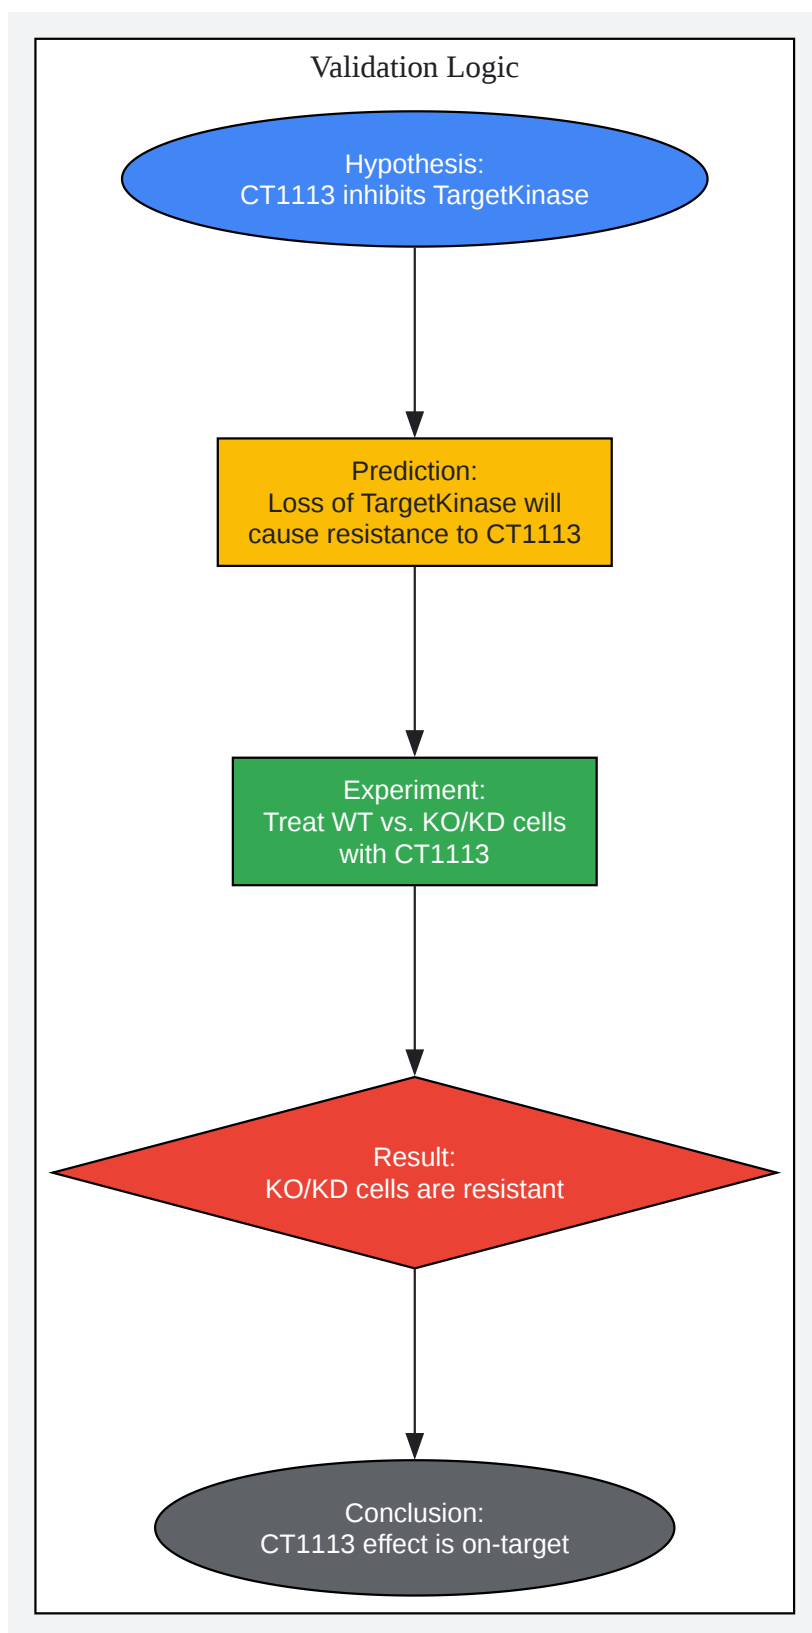 Validation Logic
Hypothesis:
CT1113 inhibits TargetKinase
Prediction:
Loss of TargetKinase will
cause resistance to CT1113
Experiment:
Treat WT vs. KO/KD cells
with CT1113
Result:
KO/KD cells are resistant
Conclusion:
CT1113 effect is on-target